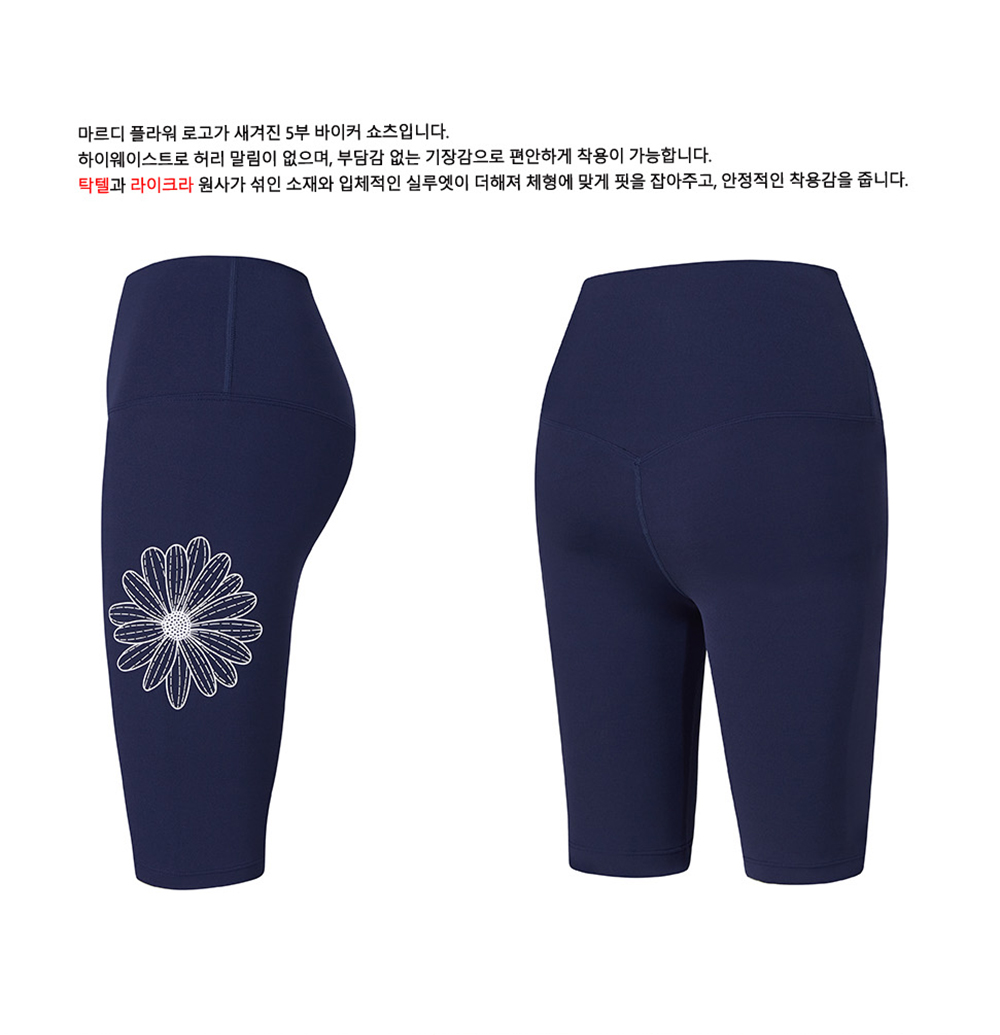 마르디 플라워 로고가 새겨진 5부 바이커 쇼츠입니다.
하이웨이스트로 허리 말림이 없으며, 부담감 없는 기장감으로 편안하게 착용이 가능합니다.
탁텔과 라이크라 원사가 섞인 소재와 입체적인 실루엣이 더해져 체형에 맞게 핏을 잡아주고, 안정적인 착용감을 줍니다.